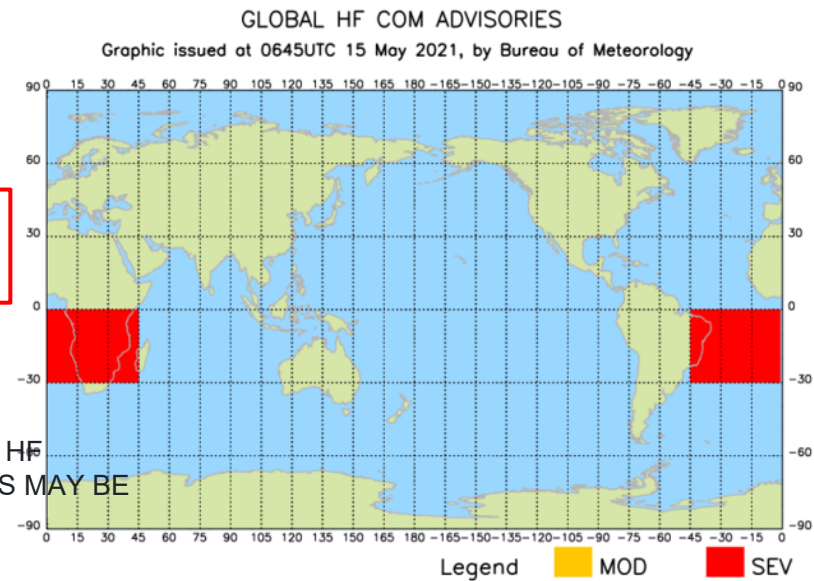 GLOBAL HF COM ADVISORIES
Graphic issued at 0645UTC 15 May 2021, by Bureau of Meteorology
90 0 15 30 45 60 75 90 105 120 135 150 165 180 -165 -150 -135 -120 -105 -90 -75 -60 -45 -30 -15 0 90
60 60
30 30
0 0
-30 -30
HF -60
S MAY BE
-90 -90
0 15 30 45 60 75 90 105 120 135 150 165 180 -165 -150 -135 -120 -105 -90 -75 -60 -45 -30 -15 0
Legend MOD SEV